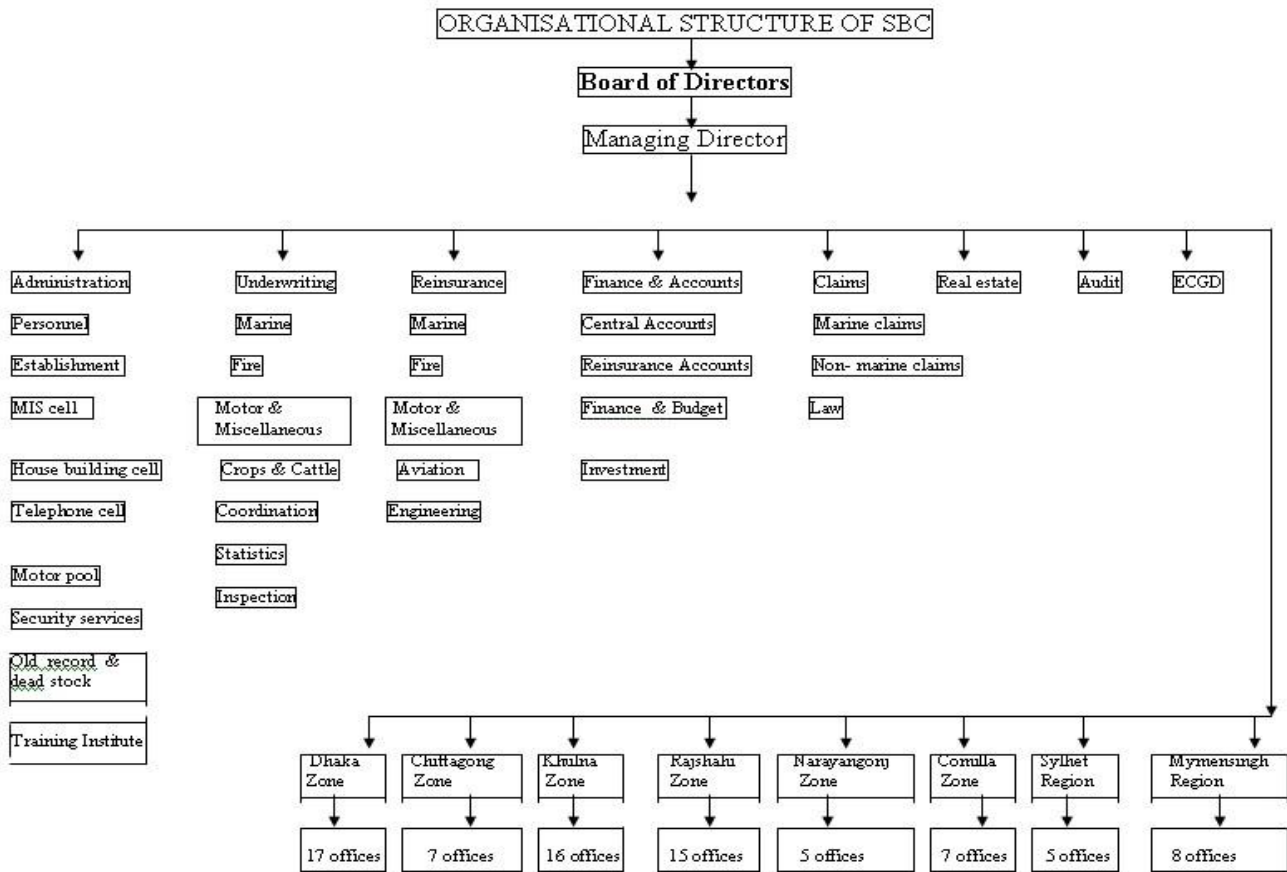 ORGANISATIONAL STRUCTURE OF SBC
Board of Directors
Managing Director
Administration
Personnel
Establishment
MIS cell
House building cell
Telephone cell
Motor pool
Security services
Old record &
dead stock
Training Institute
Underwriting
Marine
Fire
Motor &
Miscellaneous
Crops & Cattle
Coordination
Statistics
Inspection
Reinsurance
Marine
Fire
Motor &
Miscellaneous
Aviation
Engineering
Finance & Accounts
Central Accounts
Reinsurance Accounts
Finance & Budget
Investment
Claims
Marine claims
Non- marine claims
Law
Real estate
Audit
ECGD
Dhaka
Zone
17 offices
Chittagong
Zone
7 offices
Khulna
Zone
16 offices
Rajshahi
Zone
15 offices
Narayangonj
Zone
5 offices
Comilla
Zone
7 offices
Sylhet
Region
5 offices
Mymensingh
Region
8 offices